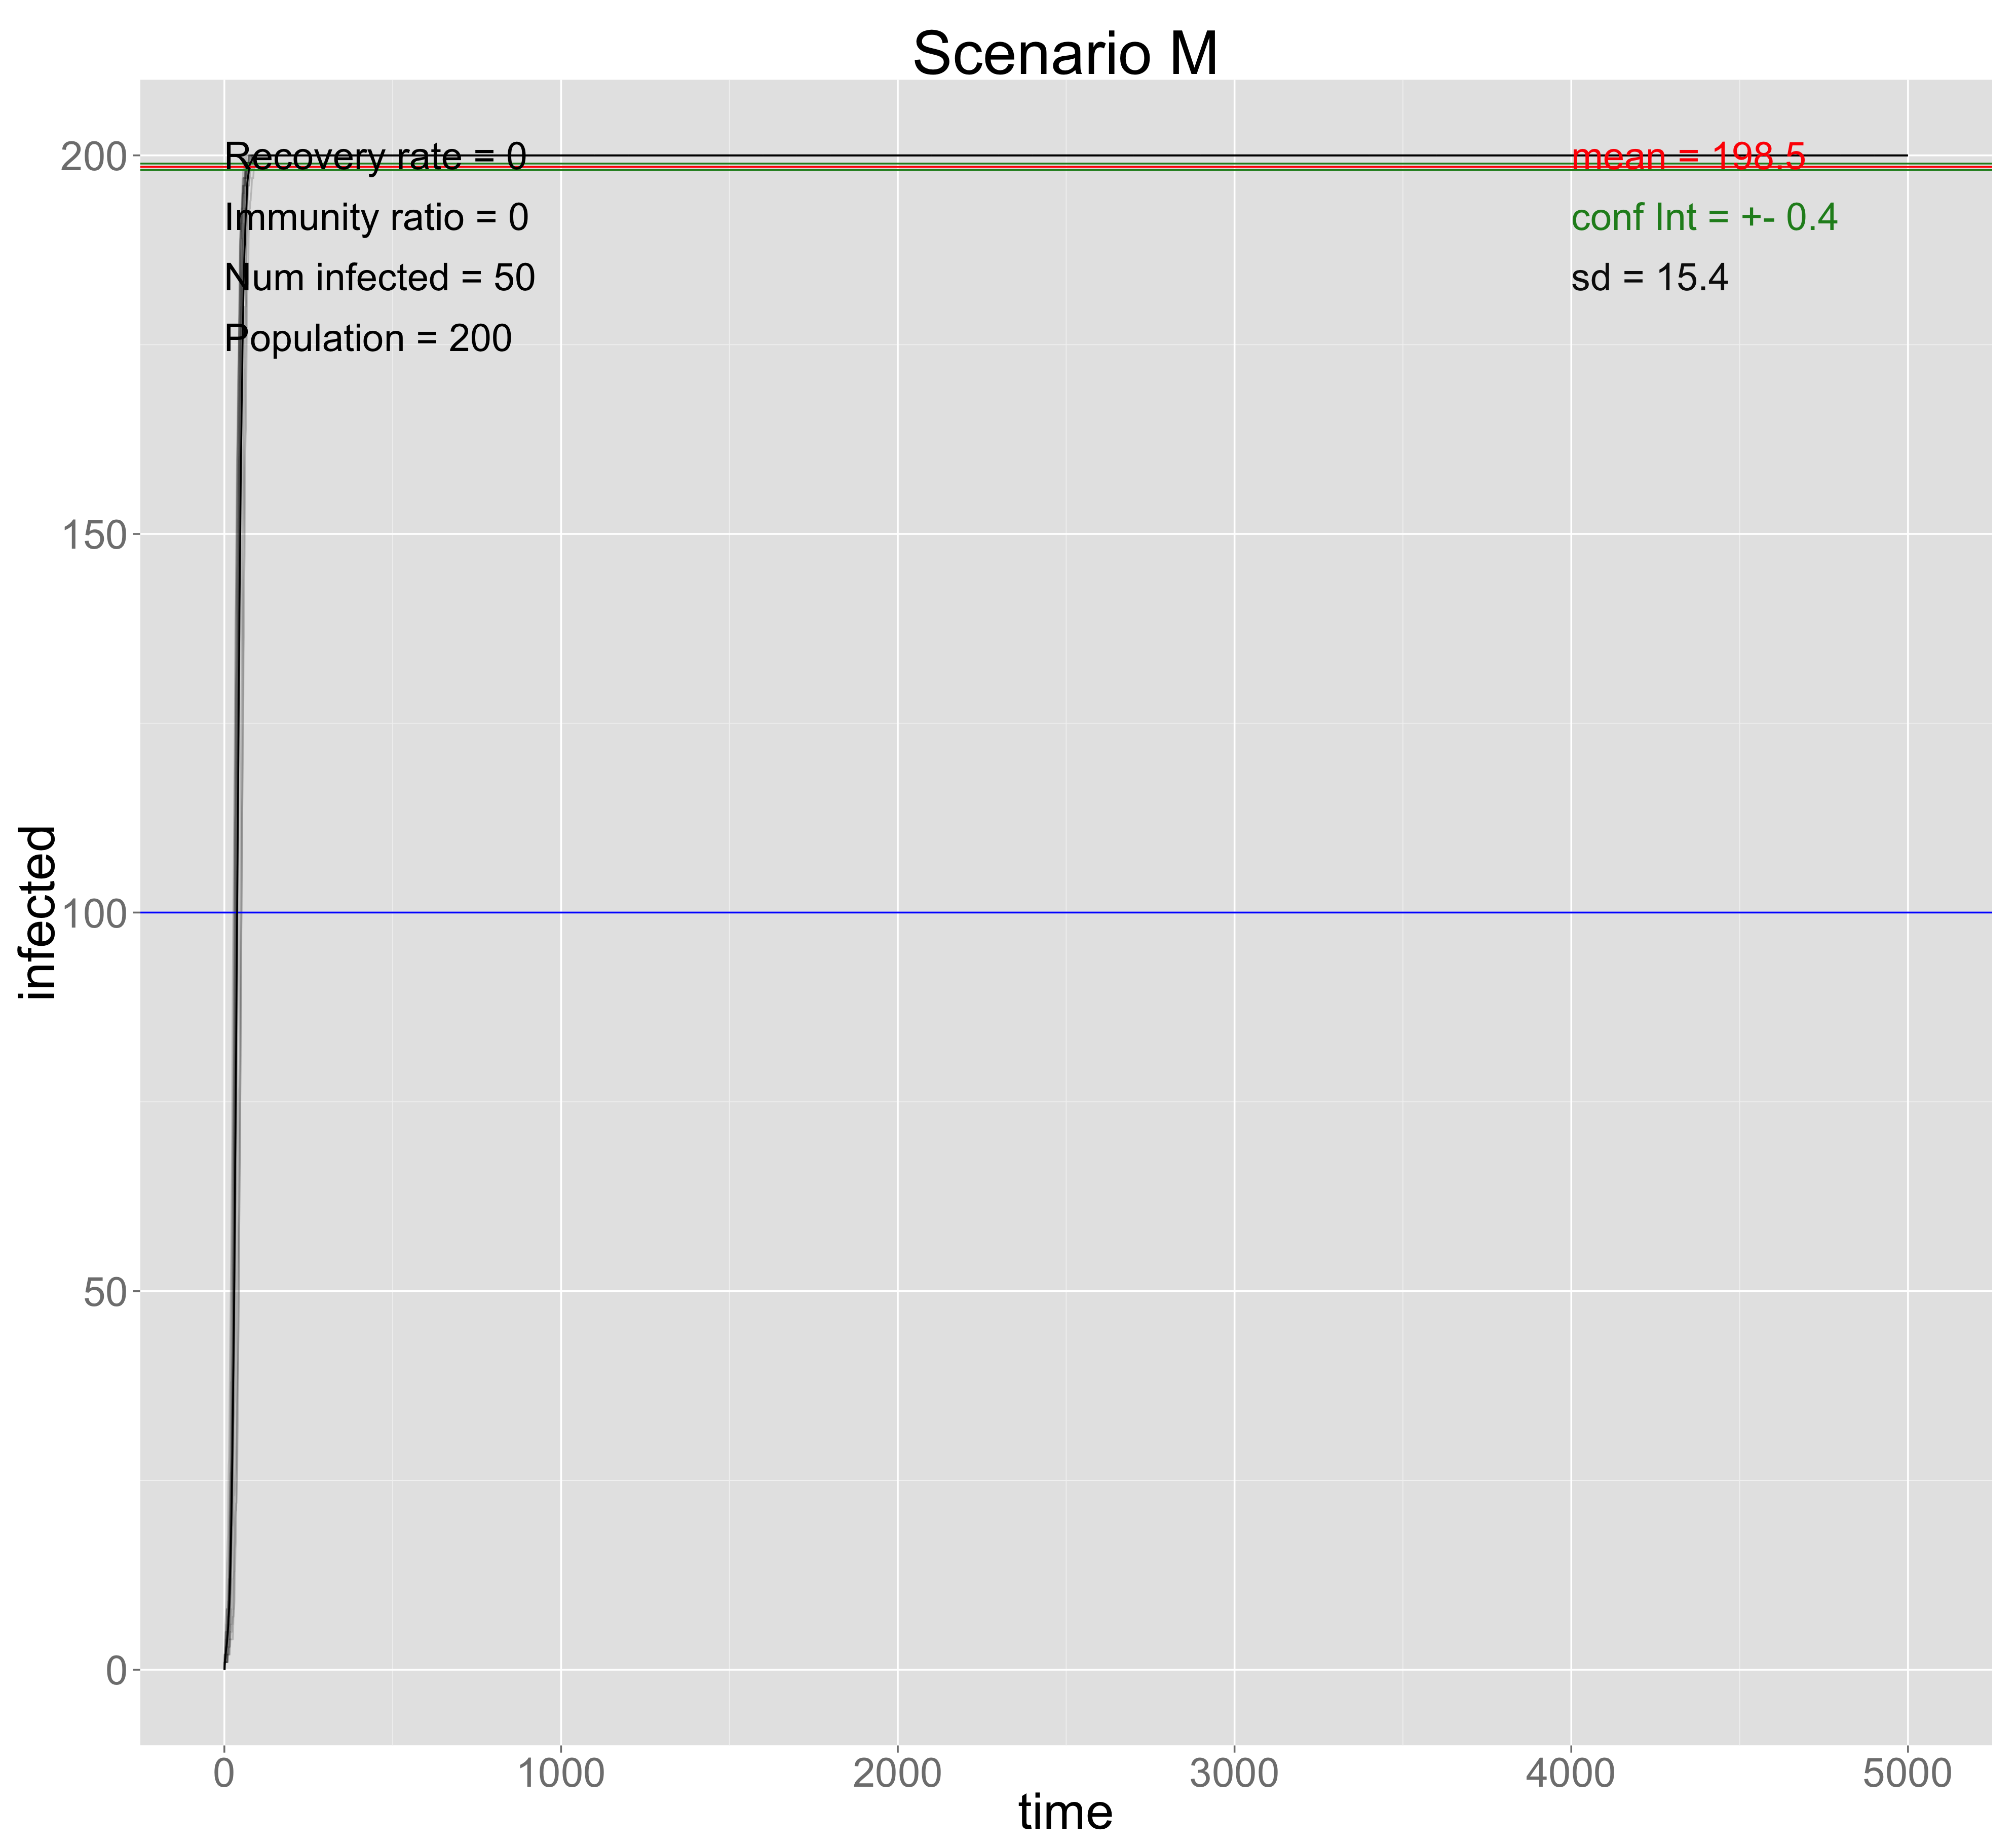 Scenario M
200
Recovery rate = 0
mean = 198.5
Immunity ratio = 0
conf Int = +- 0.4
Num infected = 50
sd = 15.4
Population = 200
150
100
50
0
infected
0 1000 2000 3000 4000 5000
time